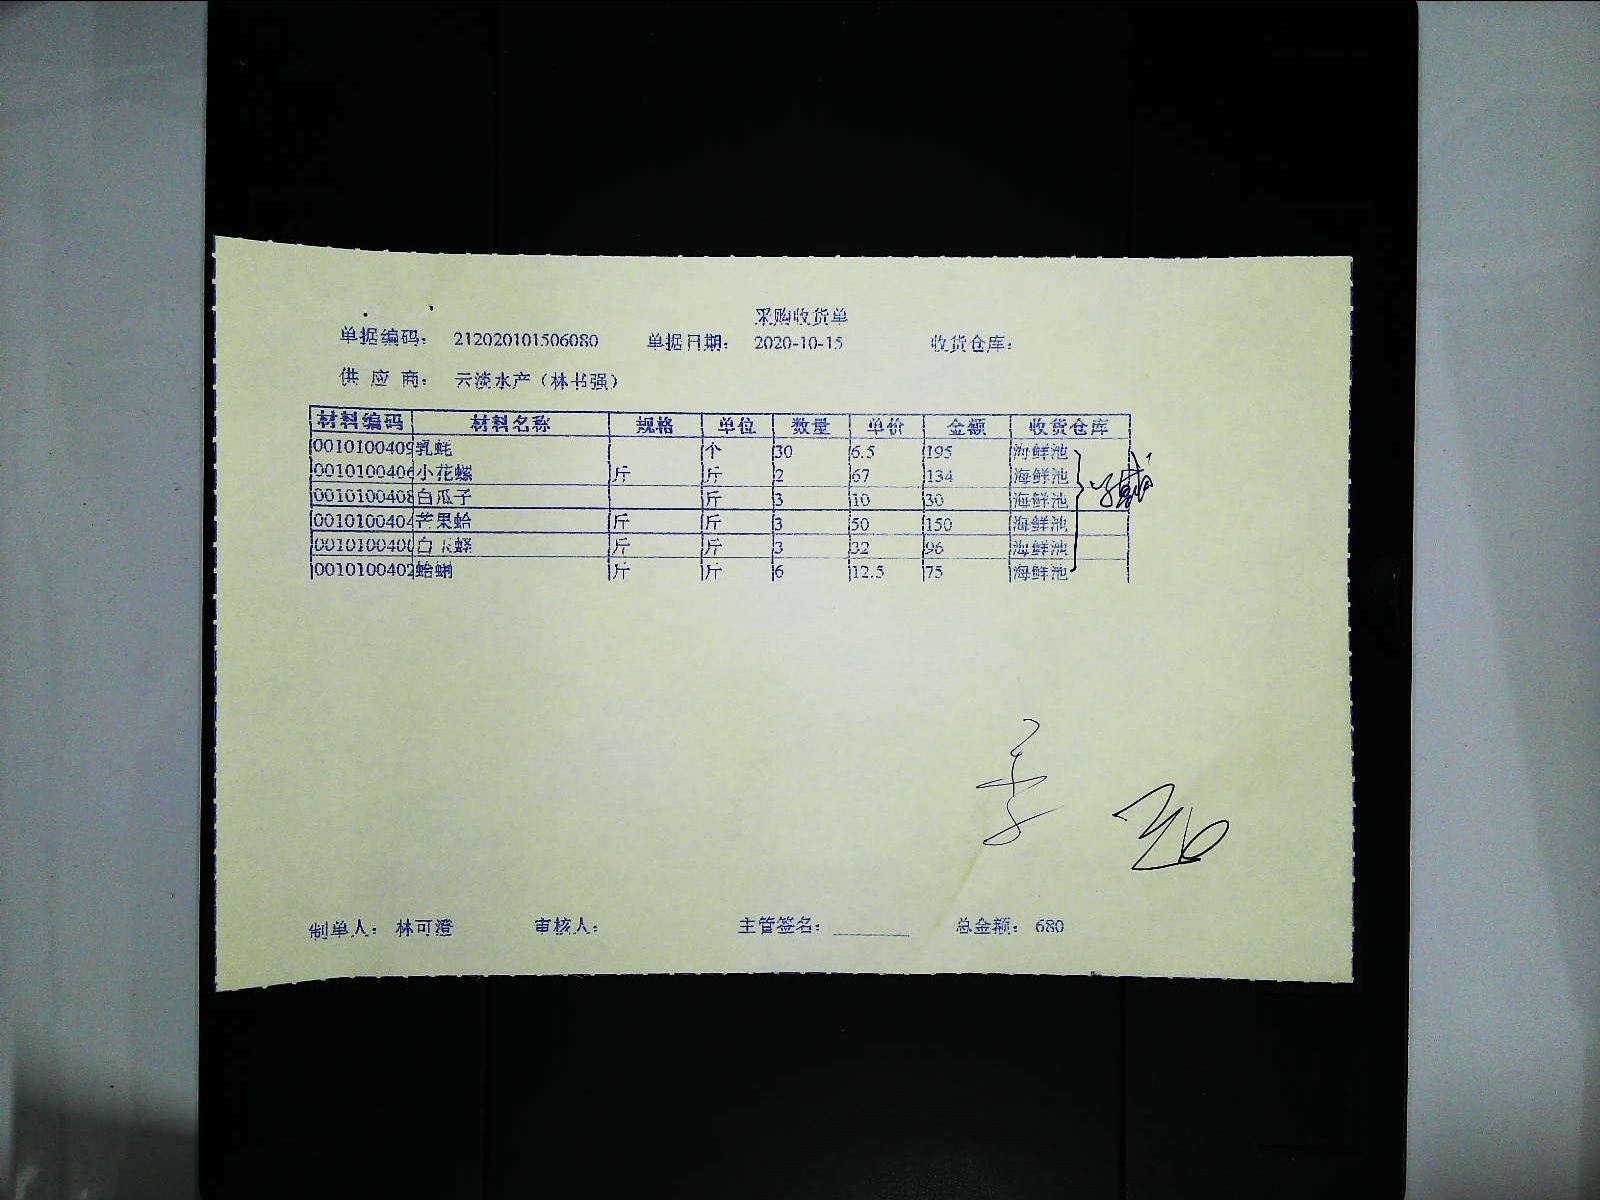 采购收货单
单据编码： 212020101506080 单据日期： 2020-10-15 收货仓库：
供 应 商： 云淡水产（林书强）
材料编码 材料名称 规格 单位 数量 单价 金额 收货仓库
0010100409 乳蚝 个 30 6.5 195 海鲜池
0010100406 小花螺 斤 斤 2 67 134 海鲜池
0010100408 白瓜子 斤 3 10 30 海鲜池
0010100404 芒果蛤 斤 斤 3 50 150 海鲜池
0010100400 白玉螺 斤 斤 3 32 96 海鲜池
0010100402 蛤蜊 斤 斤 6 12.5 75 海鲜池
制单人： 林可澄 审核人： 主管签名： 总金额： 680